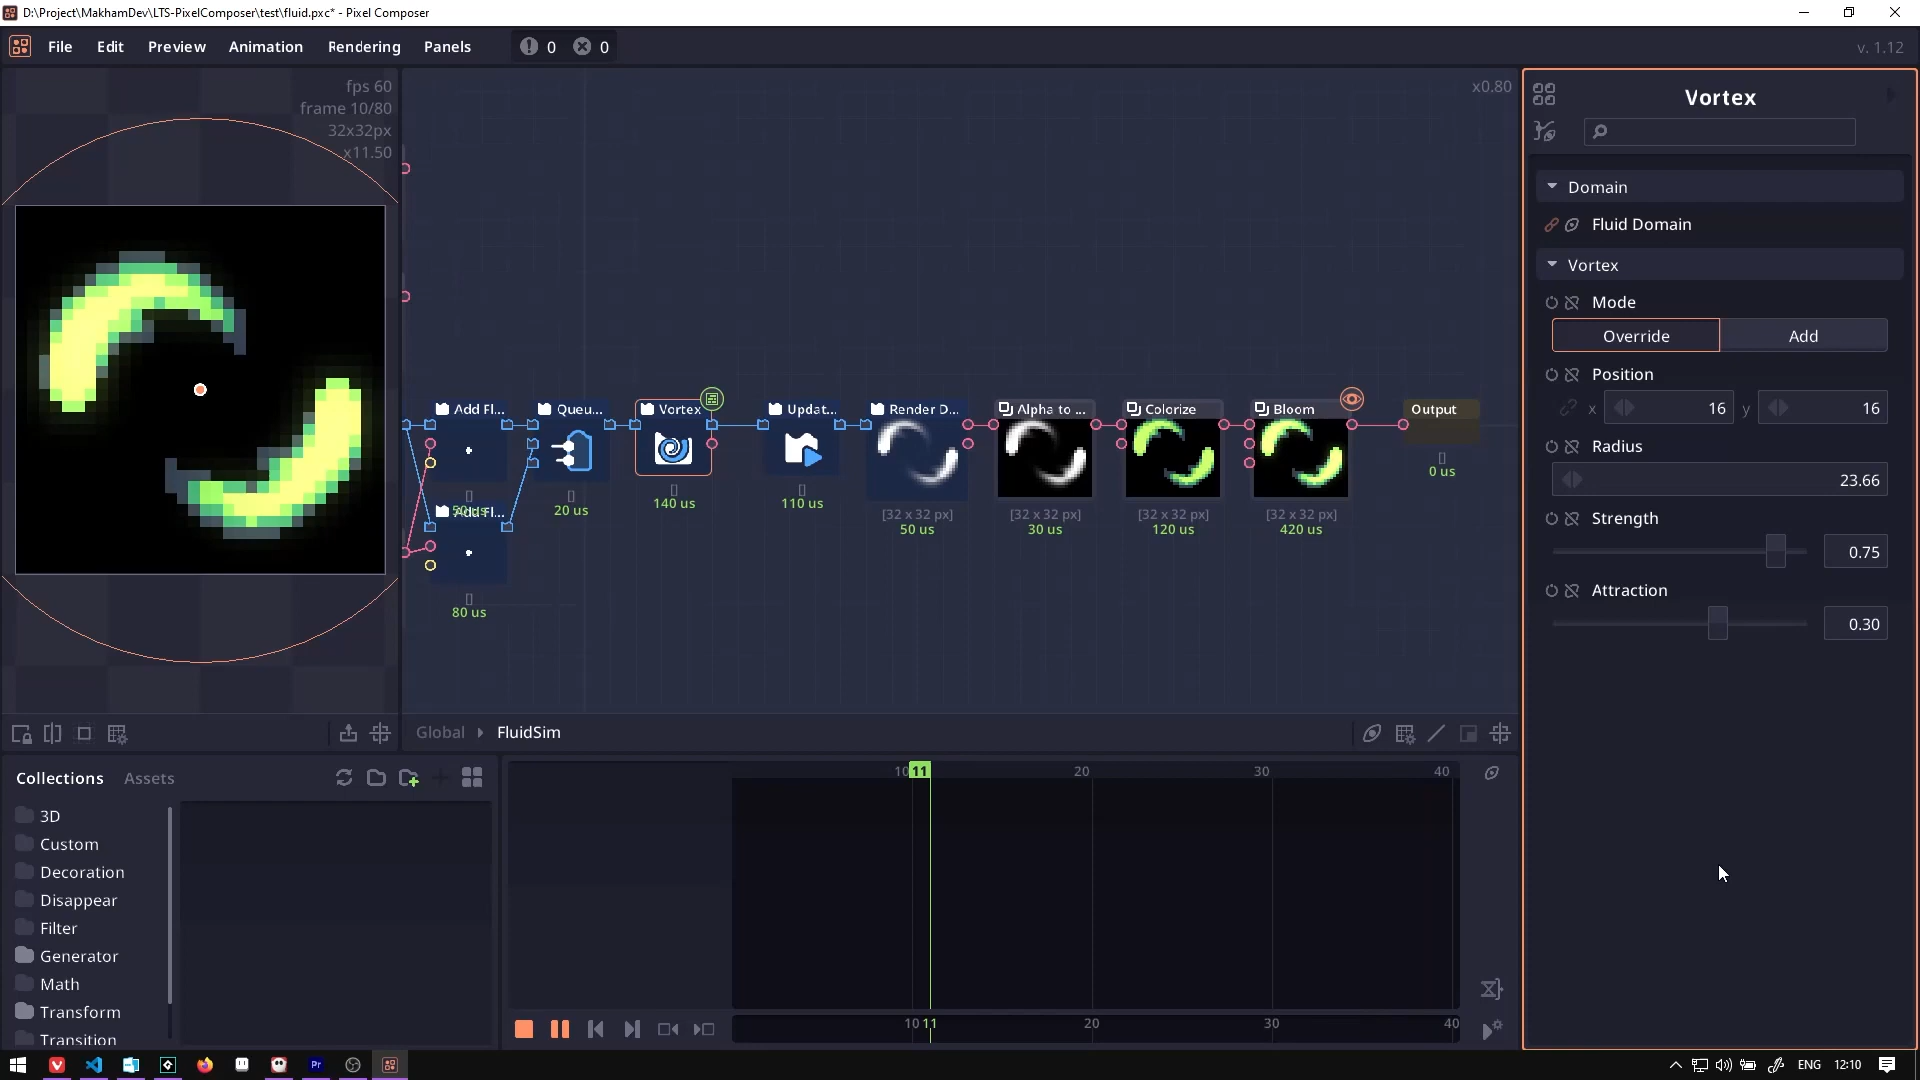 D:\Project\MakhamDev\LTS-PixelComposer\test\fluid.pxc* - Pixel Composer
File Edit Preview Animation Rendering Panels 0 0
v. 1.12
fps 60
frame 10/80
32x32px
x11.50
x0.80
Add Fl...
Queu...
Vortex
Updat...
Render D...
Alpha to ...
Colorize
Bloom
Output
20 us
140 us
110 us
[32 x 32 px]
50 us
[32 x 32 px]
30 us
[32 x 32 px]
120 us
[32 x 32 px]
420 us
0 us
80 us
Global FluidSim
Vortex
Domain
Fluid Domain
Vortex
Mode
Override Add
Position
x 16 y 16
Radius
23.66
Strength
0.75
Attraction
0.30
Collections Assets
3D
Custom
Decoration
Disappear
Filter
Generator
Math
Transform
Transition
10 11 20 30 40
10 11 20 30 40
Pr
ENG 12:10